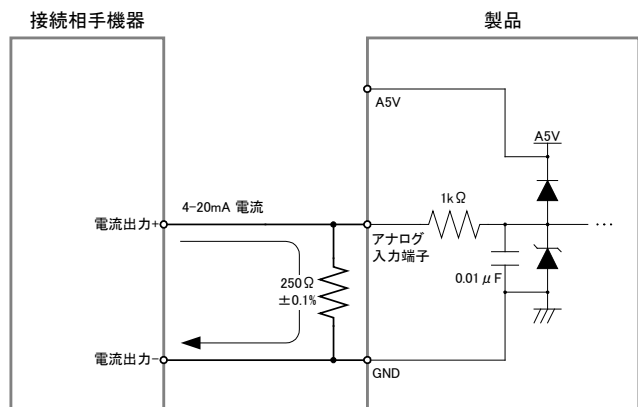 接続相手機器
製品
A5V
A5V
4-20mA 電流
1kΩ
電流出力+
アナログ
入力端子
…
250Ω
±0.1%
0.01μF
電流出力-
GND